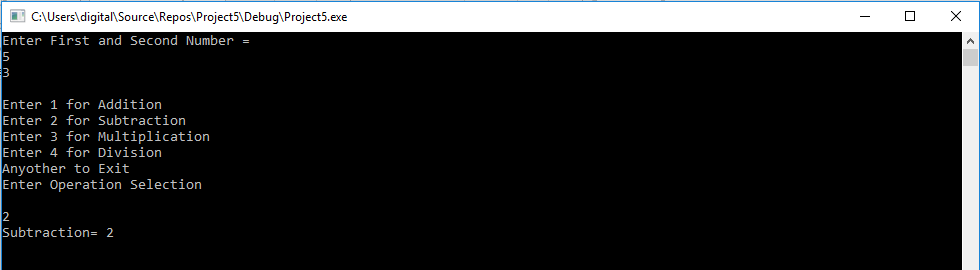 C:\Users\digital\Source\Repos\Project5\Debug\Project5.exe
Enter First and Second Number =
5
3
Enter 1 for Addition
Enter 2 for Subtraction
Enter 3 for Multiplication
Enter 4 for Division
Anyother to Exit
Enter Operation Selection
2
Subtraction= 2